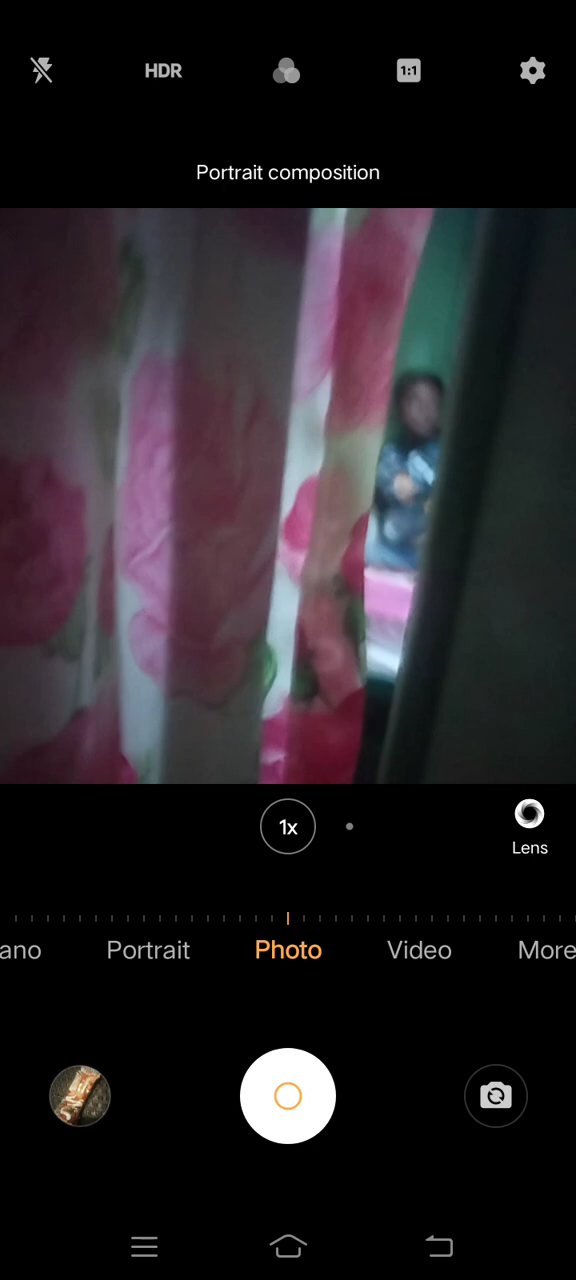 HDR
1:1
Portrait composition
1x
Lens
ano Portrait Photo Video More